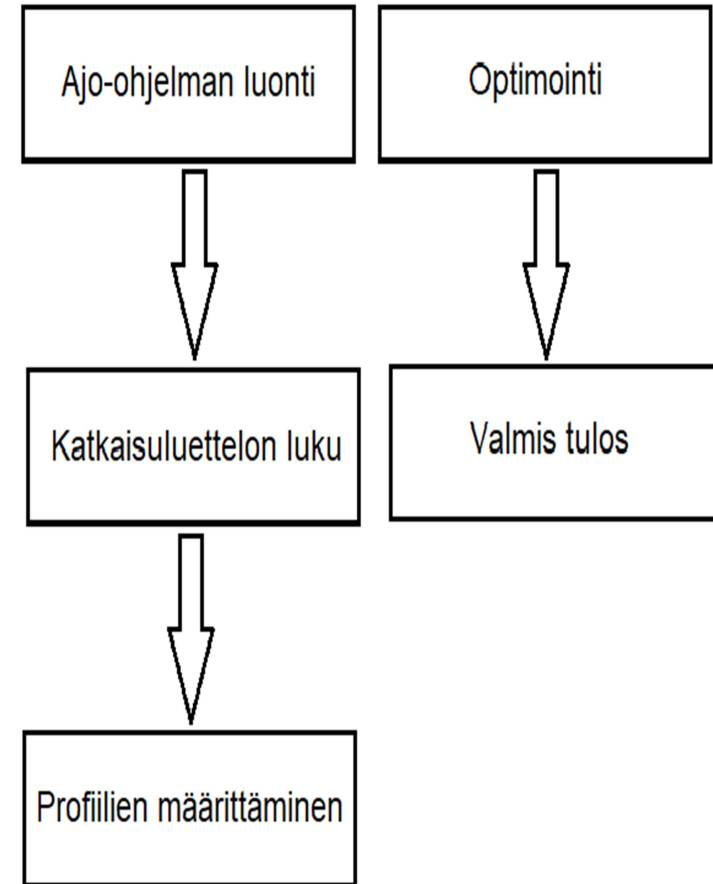 Ajo-ohjelman luonti
Katkaisuluettelon luku
Profiilien määrittäminen
Optimointi
Valmis tulos